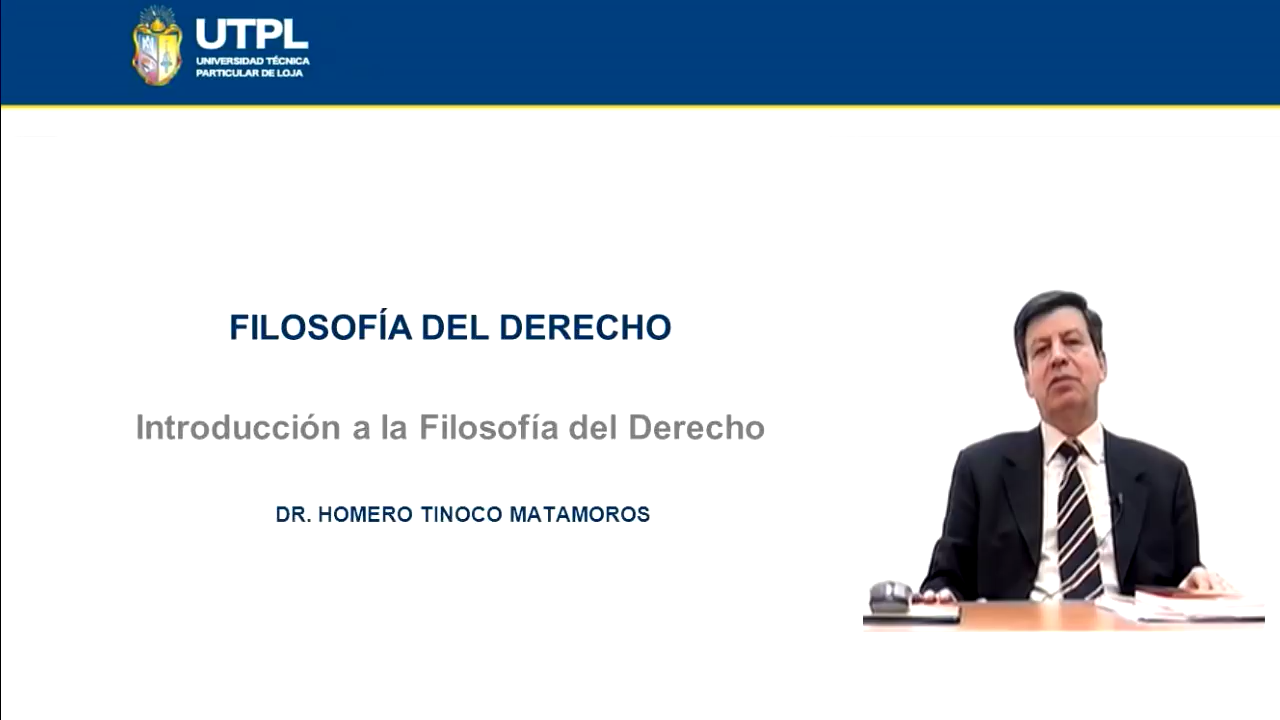 UTPL
UNIVERSIDAD TÉCNICA
PARTICULAR DE LOJA
FILOSOFÍA DEL DERECHO
Introducción a la Filosofía del Derecho
DR. HOMERO TINOCO MATAMOROS